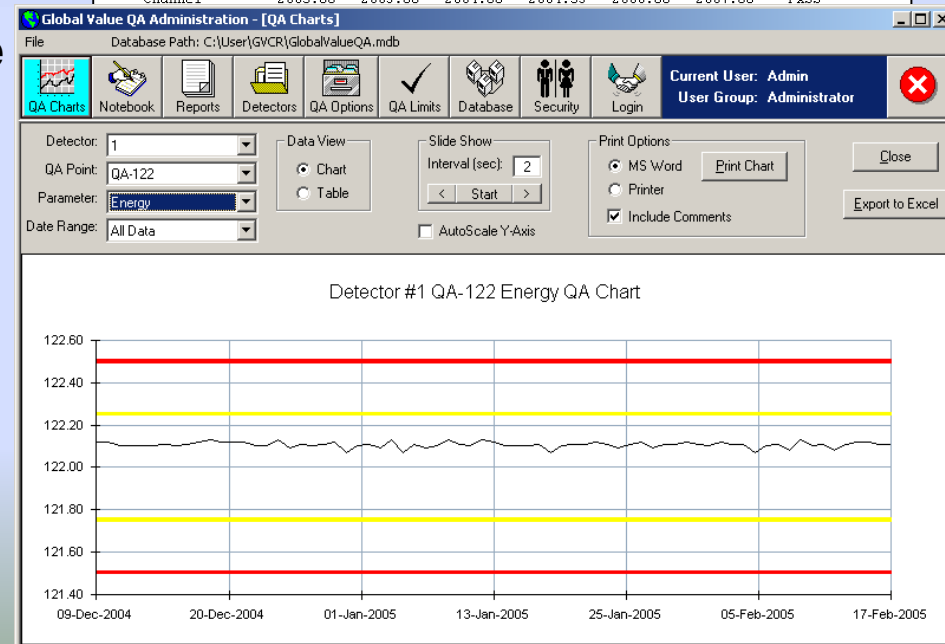 Global Value QA Administration - [QA Charts]
File Database Path: C:\User\GVCR\GlobalValueQA.mdb
QA Charts Notebook Reports Detectors QA Options QA Limits Database Security Login
Current User: Admin
User Group: Administrator
Detector: 1
QA Point: QA-122
Parameter: Energy
Date Range: All Data
Data View
Chart
Table
Slide Show
Interval (sec): 2
< Start >
AutoScale Y-Axis
Print Options
MS Word
Printer
Include Comments
Print Chart
Close
Export to Excel
Detector #1 QA-122 Energy QA Chart
122.60
122.40
122.20
122.00
121.80
121.60
121.40
09-Dec-2004 20-Dec-2004 01-Jan-2005 13-Jan-2005 25-Jan-2005 05-Feb-2005 17-Feb-2005